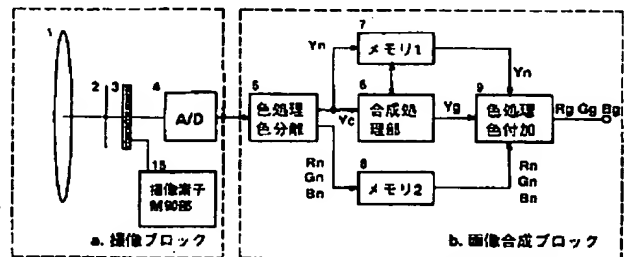 1
2
3
4
A/D
15
撮像素子
a. 撮像ブロック
5
色処理
色分離
Yn
7
メモリ1
Yc
6
合成処
理部
Yn
Yg
9
色処理
色付加
Rg Gg Bg
Rn
Gn
Bn
8
メモリ2
Rn
Gn
Bn
b. 画像合成ブロック